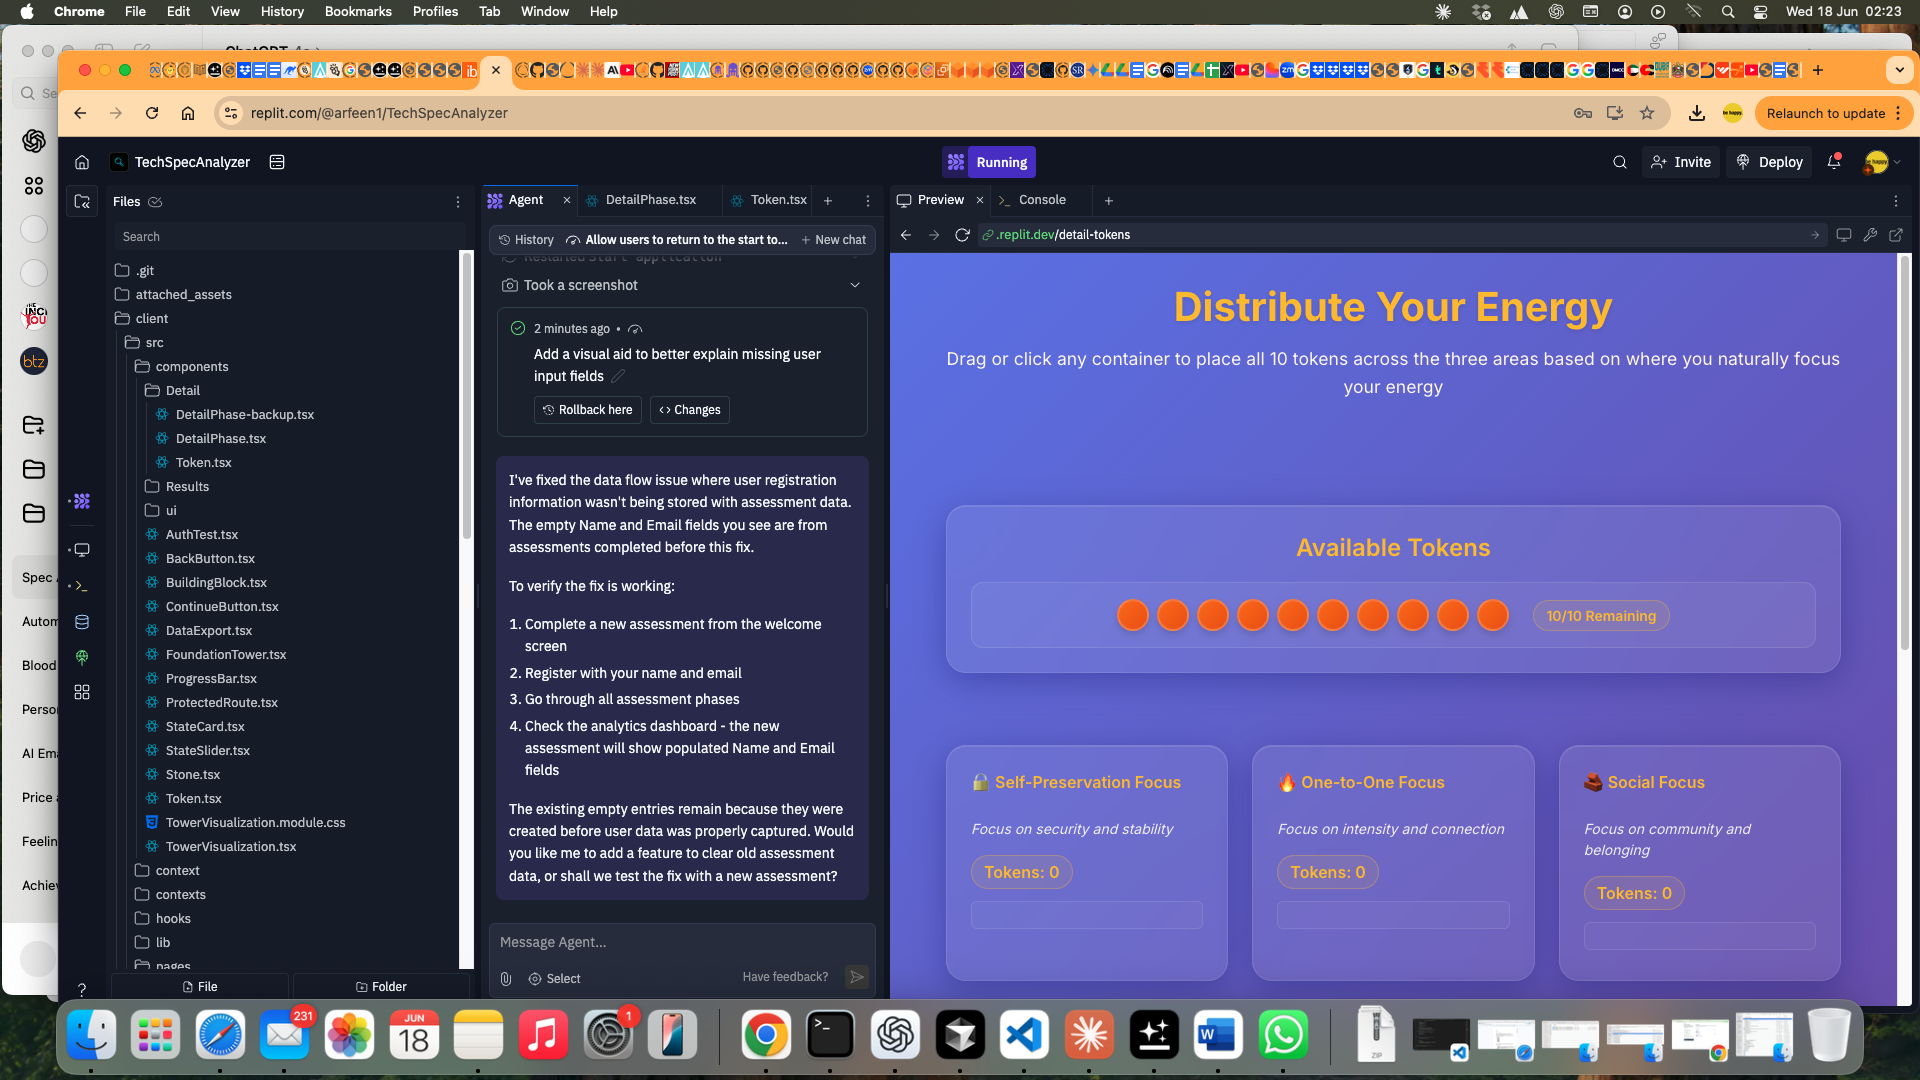 Chrome File Edit View History Bookmarks Profiles Tab Window Help
Wed 18 Jun 02:23
replit.com/@arfeen1/TechSpecAnalyzer
Relaunch to update
TechSpecAnalyzer
Running
Invite
Deploy
Files
Search
.git
attached_assets
client
src
components
Detail
DetailPhase-backup.tsx
DetailPhase.tsx
Token.tsx
Results
ui
AuthTest.tsx
BackButton.tsx
BuildingBlock.tsx
ContinueButton.tsx
DataExport.tsx
FoundationTower.tsx
ProgressBar.tsx
ProtectedRoute.tsx
StateCard.tsx
StateSlider.tsx
Stone.tsx
Token.tsx
TowerVisualization.module.css
TowerVisualization.tsx
context
contexts
hooks
lib
pages
File
Folder
Spec
Autom
Blood
Perso
AI Em
Price
Feelin
Achie
Agent
DetailPhase.tsx
Token.tsx
History
Allow users to return to the start to...
New chat
Restarted start application
Took a screenshot
2 minutes ago •
Add a visual aid to better explain missing user
input fields
Rollback here
Changes
I've fixed the data flow issue where user registration
information wasn't being stored with assessment data.
The empty Name and Email fields you see are from
assessments completed before this fix.
To verify the fix is working:
1. Complete a new assessment from the welcome
screen
2. Register with your name and email
3. Go through all assessment phases
4. Check the analytics dashboard - the new
assessment will show populated Name and Email
fields
The existing empty entries remain because they were
created before user data was properly captured. Would
you like me to add a feature to clear old assessment
data, or shall we test the fix with a new assessment?
Message Agent...
Select
Have feedback?
Preview
Console
.replit.dev/detail-tokens
Distribute Your Energy
Drag or click any container to place all 10 tokens across the three areas based on where you naturally focus
your energy
Available Tokens
10/10 Remaining
Self-Preservation Focus
Focus on security and stability
Tokens: 0
One-to-One Focus
Focus on intensity and connection
Tokens: 0
Social Focus
Focus on community and
belonging
Tokens: 0
231
JUN
18
1
ZIP